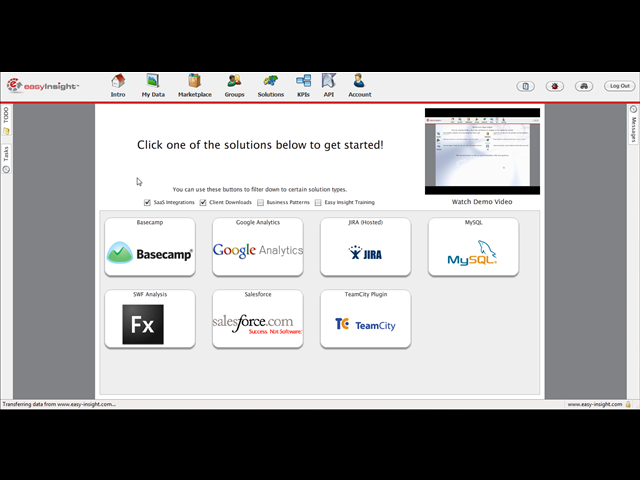 easyInsight™
Intro
My Data
Marketplace
Groups
Solutions
KPIs
API
Account
Log Out
TODO
Tasks
Messages
Click one of the solutions below to get started!
Watch Demo Video
You can use these buttons to filter down to certain solution types.
SaaS Integrations
Client Downloads
Business Patterns
Easy Insight Training
Basecamp
Google Analytics
JIRA (Hosted)
MySQL
Basecamp®
Google Analytics
JIRA
MySQL
SWF Analysis
Salesforce
TeamCity Plugin
Fx
salesforce.com
Success Not Software
TC TeamCity
Transferring data from www.easy-insight.com...
www.easy-insight.com